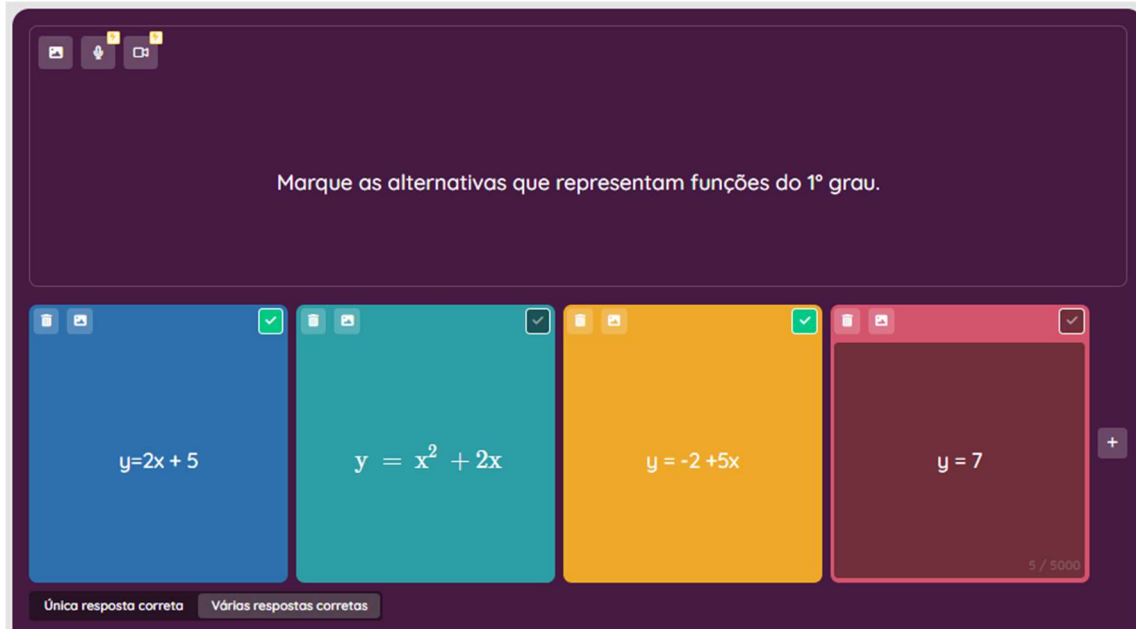 Marque as alternativas que representam funções do 1° grau.
y=2x + 5
y = x² + 2x
y = -2 +5x
y = 7
5 / 5000
+
Única resposta correta
Várias respostas corretas